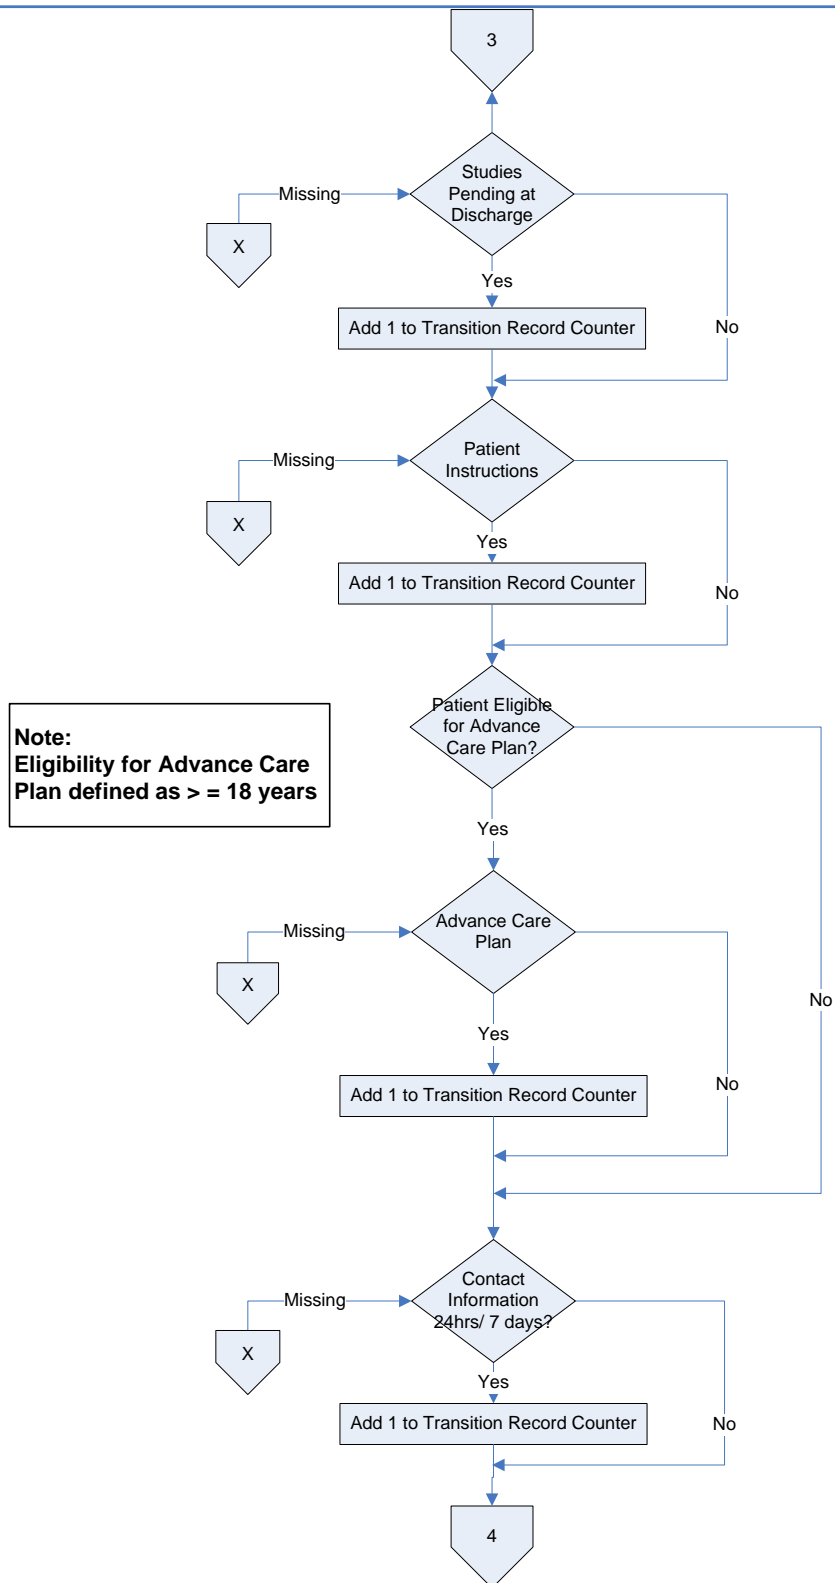 3
Studies
Pending at
Discharge
Missing
X
Yes
Add 1 to Transition Record Counter
No
Patient
Instructions
Missing
X
Yes
Add 1 to Transition Record Counter
No
Patient Eligible
for Advance
Care Plan?
Note:
Eligibility for Advance Care
Plan defined as > = 18 years
Yes
Advance Care
Plan
Missing
X
No
Yes
Add 1 to Transition Record Counter
No
Contact
Information
24hrs/ 7 days?
Missing
X
Yes
Add 1 to Transition Record Counter
No
4